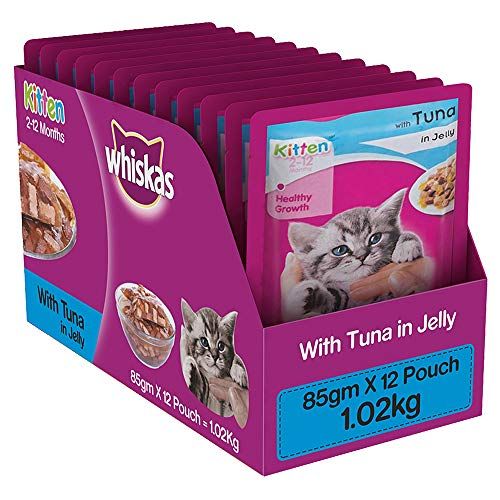 Kitten
2-12 Months
whiskas
With Tuna
in Jelly
85gm X 12 Pouch = 1.02Kg
with Tuna
in Jelly
Kitten
2-12
Months
Healthy
Growth
With Tuna in Jelly
85gm X 12 Pouch
1.02kg